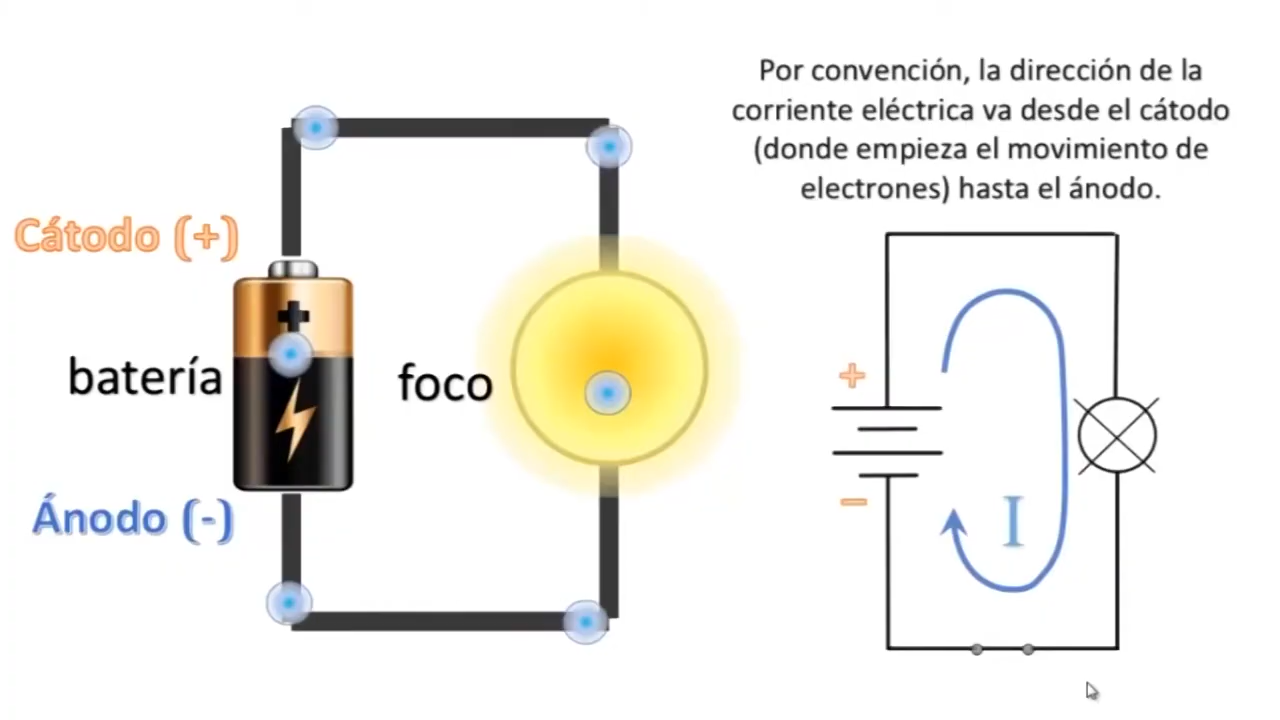 Por convención, la dirección de la
corriente eléctrica va desde el cátodo
(donde empieza el movimiento de
electrones) hasta el ánodo.
Cátodo (+)
+
batería
foco
Ánodo (-)
+
−
I